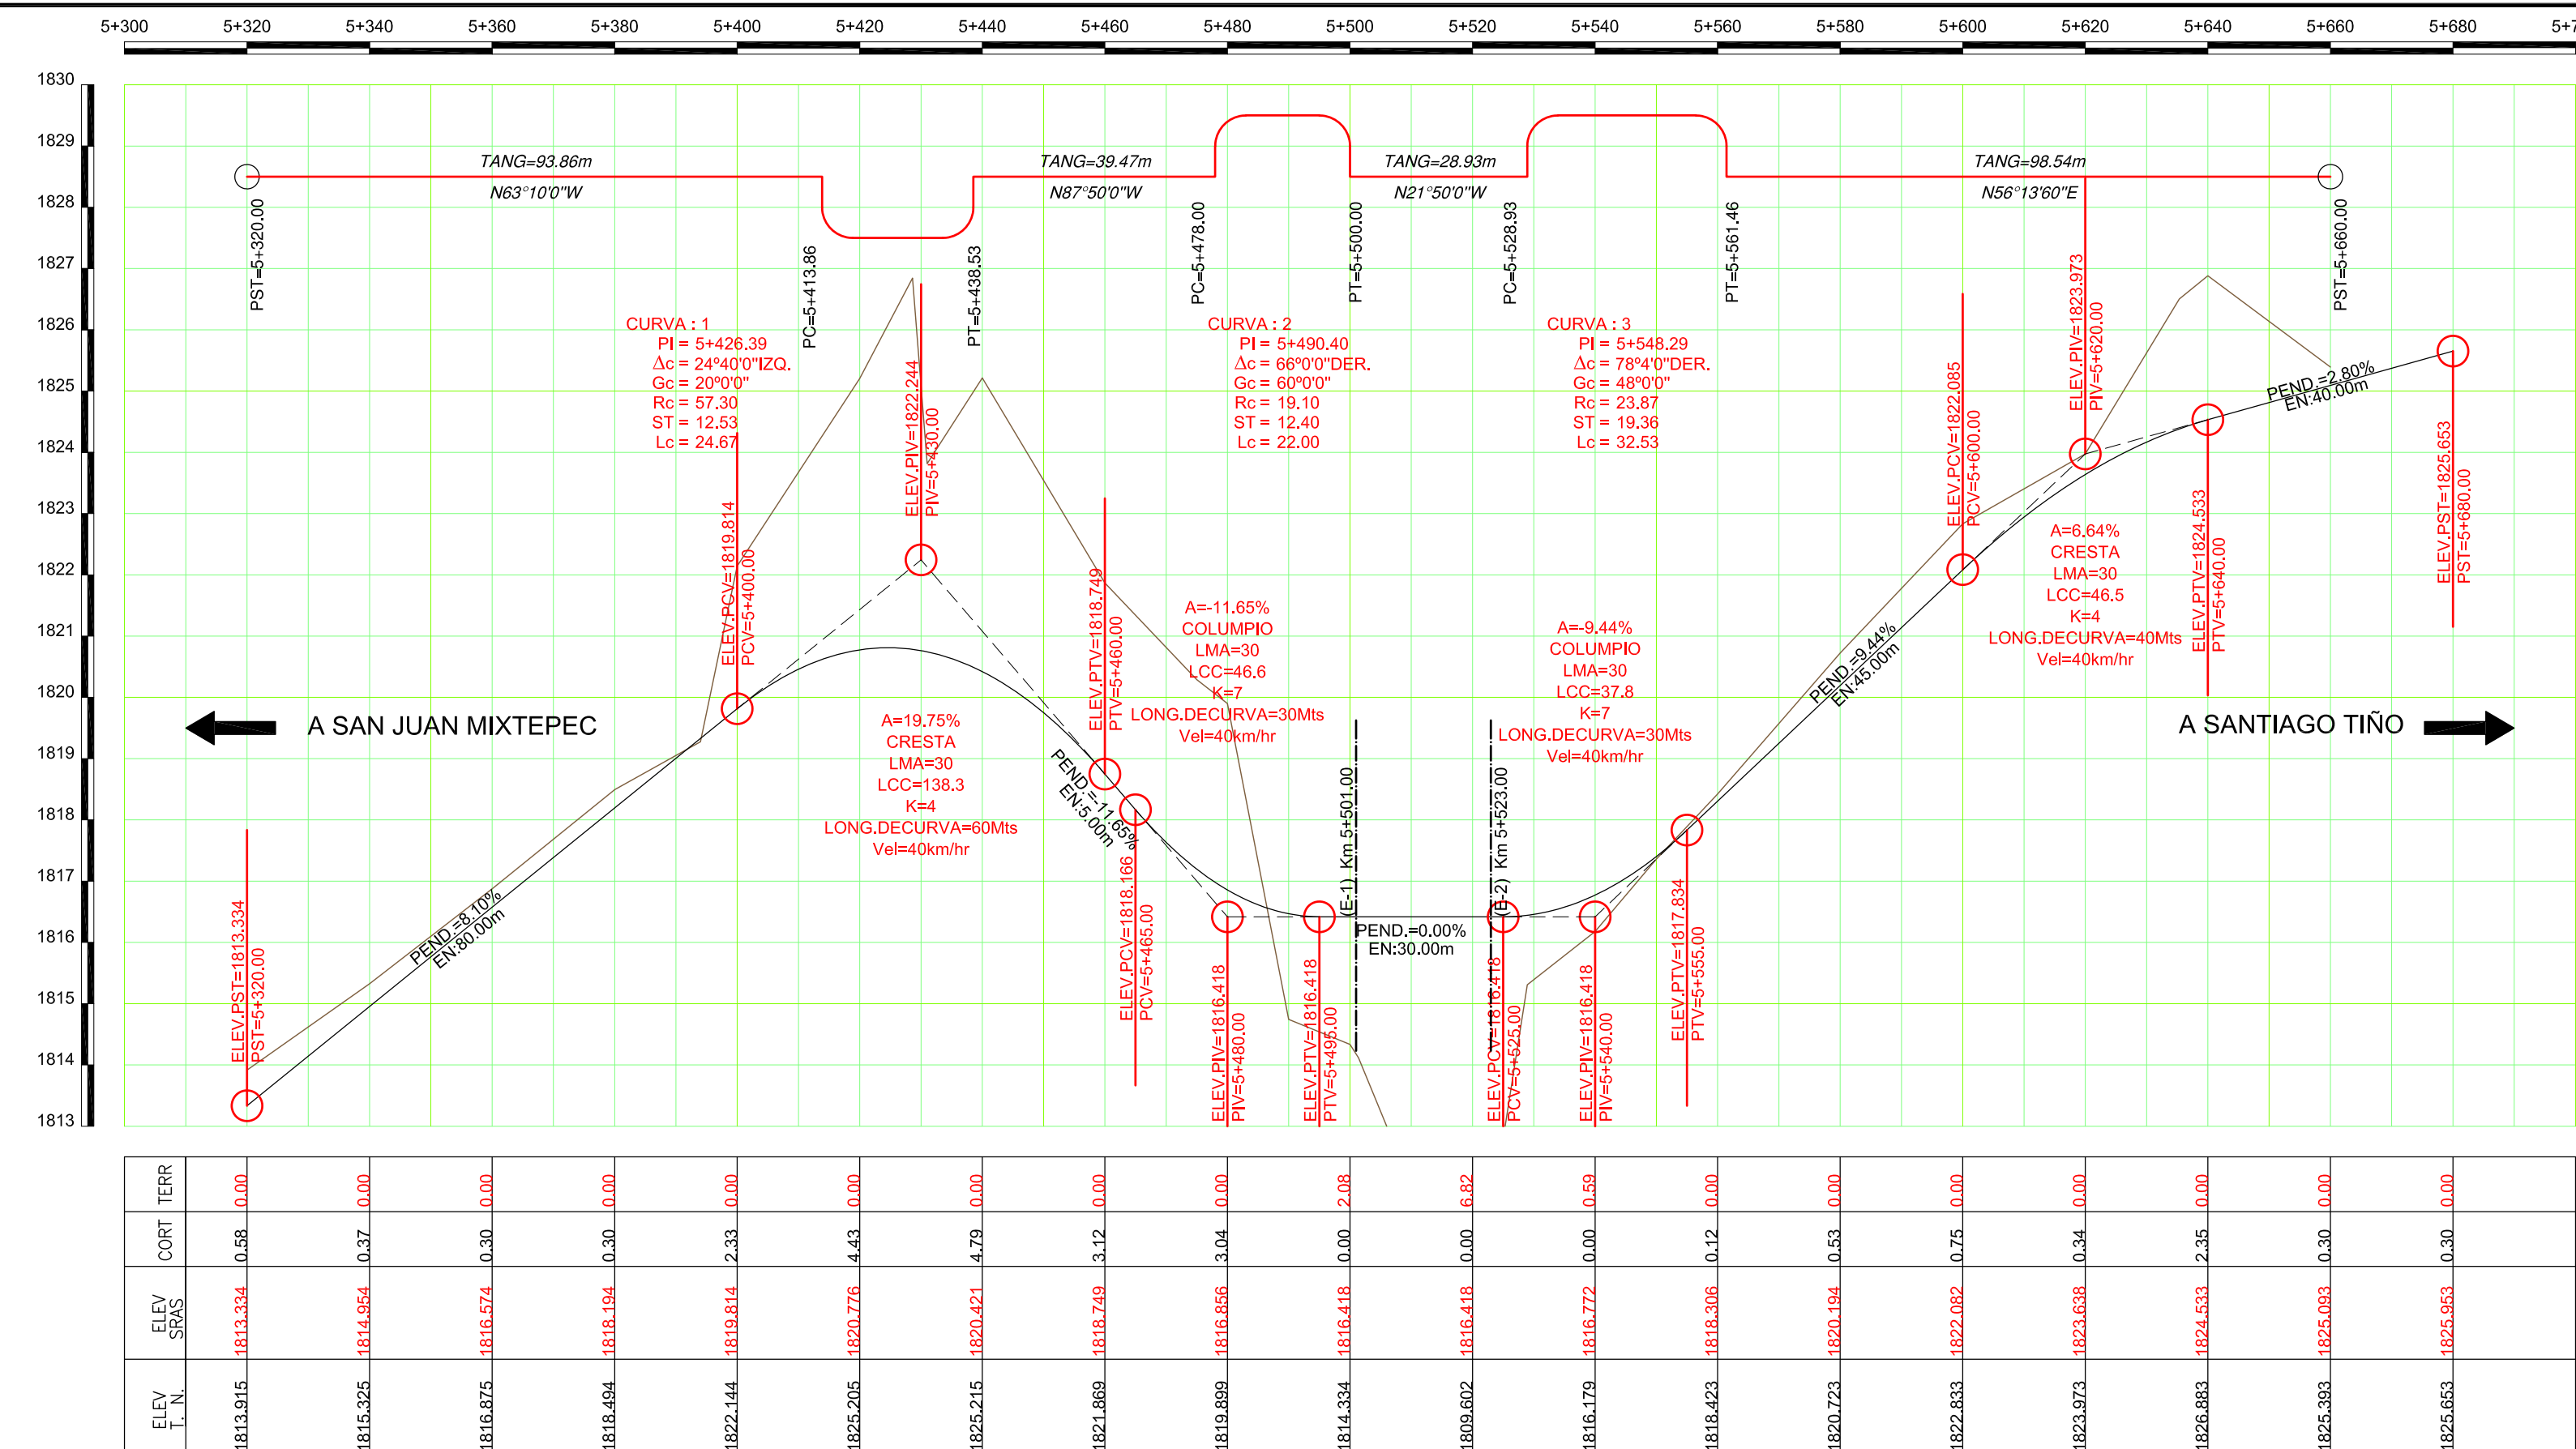 5+300 5+320 5+340 5+360 5+380 5+400 5+420 5+440 5+460 5+480 5+500 5+520 5+540 5+560 5+580 5+600 5+620 5+640 5+660 5+680
1830
1829
1828
1827
1826
1825
1824
1823
1822
1821
1820
1819
1818
1817
1816
1815
1814
1813
TANG=93.86m
N63°10'0"W
TANG=39.47m
N87°50'0"W
TANG=28.93m
N21°50'0"W
TANG=98.54m
N56°13'60"E
PST=5+320.00
PC=5+413.86
PT=5+438.53
PC=5+478.00
PT=5+500.00
PC=5+528.93
PT=5+561.46
PST=5+660.00
CURVA : 1
PI = 5+426.39
Δc = 24º40'0"IZQ.
Gc = 20º0'0"
Rc = 57.30
ST = 12.53
Lc = 24.67
CURVA : 2
PI = 5+490.40
Δc = 66º0'0"DER.
Gc = 60º0'0"
Rc = 19.10
ST = 12.40
Lc = 22.00
CURVA : 3
PI = 5+548.29
Δc = 78º4'0"DER.
Gc = 48º0'0"
Rc = 23.87
ST = 19.36
Lc = 32.53
ELEV.PST=1813.334
PST=5+320.00
PEND.=8.10%
EN:80.00m
ELEV.PCV=1819.814
PCV=5+400.00
ELEV.PIV=1822.244
PIV=5+430.00
A=19.75%
CRESTA
LMA=30
LCC=138.3
K=4
LONG.DECURVA=60Mts
Vel=40km/hr
ELEV.PTV=1818.749
PTV=5+460.00
PEND.=-11.65%
EN:5.00m
ELEV.PCV=1818.166
PCV=5+465.00
A=-11.65%
COLUMPIO
LMA=30
LCC=46.6
K=7
LONG.DECURVA=30Mts
Vel=40km/hr
ELEV.PIV=1816.418
PIV=5+480.00
ELEV.PTV=1816.418
PTV=5+495.00
(E-1) Km 5+501.00
PEND.=0.00%
EN:30.00m
(E-2) Km 5+523.00
ELEV.PCV=1816.418
PCV=5+525.00
A=-9.44%
COLUMPIO
LMA=30
LCC=37.8
K=7
LONG.DECURVA=30Mts
Vel=40km/hr
ELEV.PIV=1816.418
PIV=5+540.00
ELEV.PTV=1817.834
PTV=5+555.00
PEND.=9.44%
EN:45.00m
ELEV.PCV=1822.085
PCV=5+600.00
ELEV.PIV=1823.973
PIV=5+620.00
A=6.64%
CRESTA
LMA=30
LCC=46.5
K=4
LONG.DECURVA=40Mts
Vel=40km/hr
ELEV.PTV=1824.533
PTV=5+640.00
PEND.=2.80%
EN:40.00m
ELEV.PST=1825.653
PST=5+680.00
A SAN JUAN MIXTEPEC
A SANTIAGO TIÑO
TERR 0.00 0.00 0.00 0.00 0.00 0.00 0.00 0.00 0.00 2.08 6.82 0.59 0.00 0.00 0.00 0.00 0.00 0.00 0.00
CORT 0.58 0.37 0.30 0.30 2.33 4.43 4.79 3.12 3.04 0.00 0.00 0.00 0.12 0.53 0.75 0.34 2.35 0.30 0.30
ELEV
SRAS
1813.334 1814.954 1816.574 1818.194 1819.814 1820.776 1820.421 1818.749 1816.856 1816.418 1816.418 1816.772 1818.306 1820.194 1822.082 1823.638 1824.533 1825.093 1825.953
ELEV
T. N.
1813.915 1815.325 1816.875 1818.494 1822.144 1825.205 1825.215 1821.869 1819.899 1814.334 1809.602 1816.179 1818.423 1820.723 1822.833 1823.973 1826.883 1825.393 1825.653